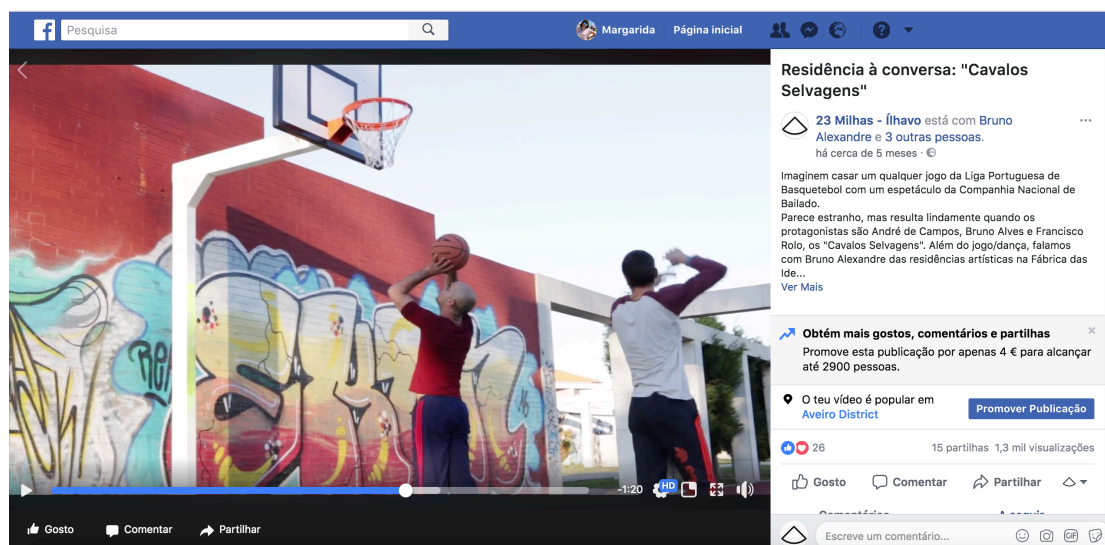 f
Pesquisa
Margarida
Página inicial
?
Residência à conversa: "Cavalos
Selvagens"
23 Milhas - Ílhavo está com Bruno
Alexandre e 3 outras pessoas.
há cerca de 5 meses ·
Imaginem casar um qualquer jogo da Liga Portuguesa de
Basquetebol com um espetáculo da Companhia Nacional de
Bailado.
Parece estranho, mas resulta lindamente quando os
protagonistas são André de Campos, Bruno Alves e Francisco
Rolo, os "Cavalos Selvagens". Além do jogo/dança, falamos
com Bruno Alexandre das residências artísticas na Fábrica das
Ide...
Ver Mais
Obtém mais gostos, comentários e partilhas
Promove esta publicação por apenas 4 € para alcançar
até 2900 pessoas.
O teu vídeo é popular em
Aveiro District
Promover Publicação
26
15 partilhas 1,3 mil visualizações
Gosto Comentar Partilhar
Comentários A seguir
Escreve um comentário...
GIF
-1:20
HD
Gosto Comentar Partilhar